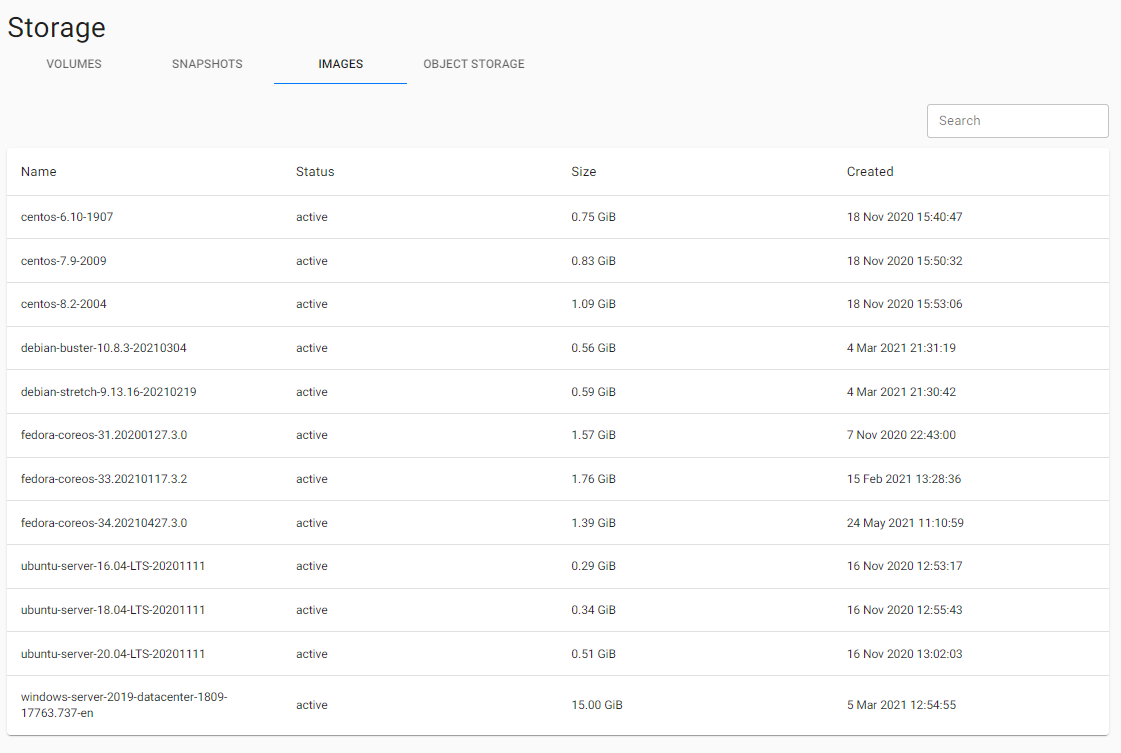 Storage
VOLUMES SNAPSHOTS IMAGES OBJECT STORAGE
Search
Name Status Size Created
centos-6.10-1907 active 0.75 GiB 18 Nov 2020 15:40:47
centos-7.9-2009 active 0.83 GiB 18 Nov 2020 15:50:32
centos-8.2-2004 active 1.09 GiB 18 Nov 2020 15:53:06
debian-buster-10.8.3-20210304 active 0.56 GiB 4 Mar 2021 21:31:19
debian-stretch-9.13.16-20210219 active 0.59 GiB 4 Mar 2021 21:30:42
fedora-coreos-31.20200127.3.0 active 1.57 GiB 7 Nov 2020 22:43:00
fedora-coreos-33.20210117.3.2 active 1.76 GiB 15 Feb 2021 13:28:36
fedora-coreos-34.20210427.3.0 active 1.39 GiB 24 May 2021 11:10:59
ubuntu-server-16.04-LTS-20201111 active 0.29 GiB 16 Nov 2020 12:53:17
ubuntu-server-18.04-LTS-20201111 active 0.34 GiB 16 Nov 2020 12:55:43
ubuntu-server-20.04-LTS-20201111 active 0.51 GiB 16 Nov 2020 13:02:03
windows-server-2019-datacenter-1809-
17763.737-en active 15.00 GiB 5 Mar 2021 12:54:55